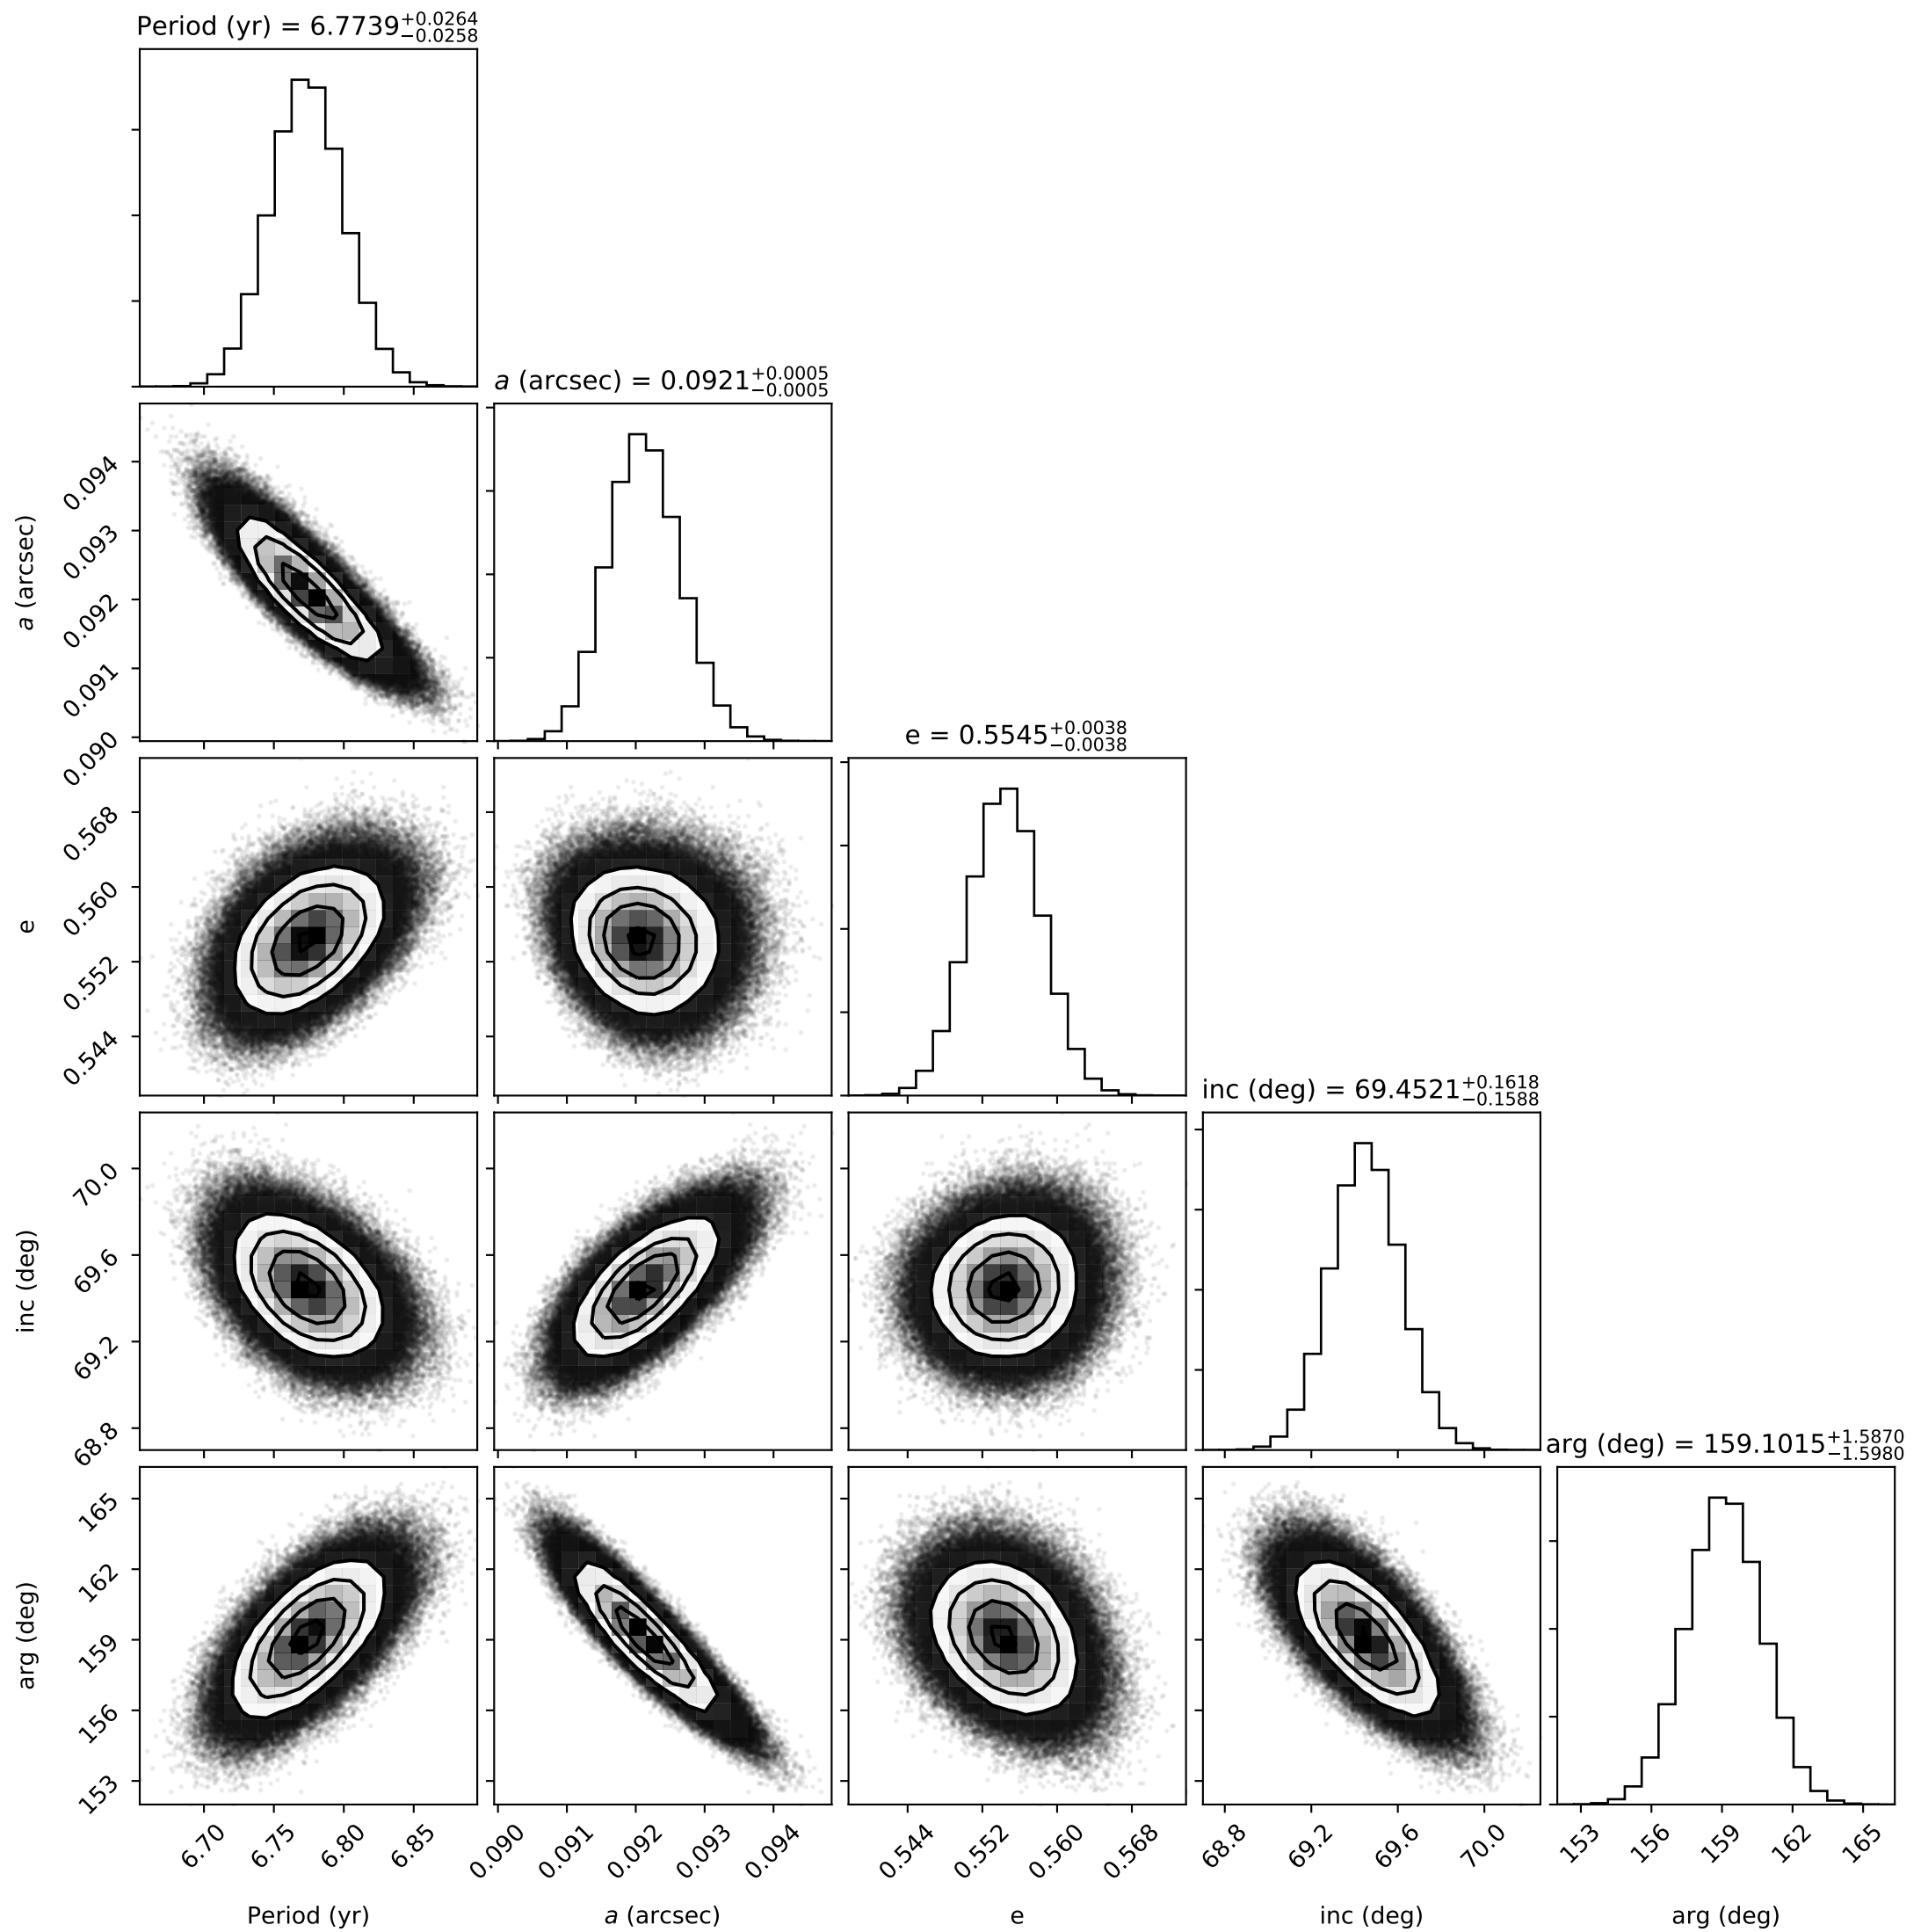 Period (yr) = 6.7739+0.0264 −0.0258
a (arcsec) = 0.0921+0.0005 −0.0005
0.094
0.093
0.092
0.091
0.090
a (arcsec)
e = 0.5545+0.0038 −0.0038
0.568
0.560
0.552
0.544
e
inc (deg) = 69.4521+0.1618 −0.1588
70.0
69.6
69.2
68.8
inc (deg)
arg (deg) = 159.1015+1.5870 −1.5980
165
162
159
156
153
arg (deg)
6.70 6.75 6.80 6.85 0.090 0.091 0.092 0.093 0.094 0.544 0.552 0.560 0.568 68.8 69.2 69.6 70.0 153 156 159 162 165
Period (yr) a (arcsec) e inc (deg) arg (deg)